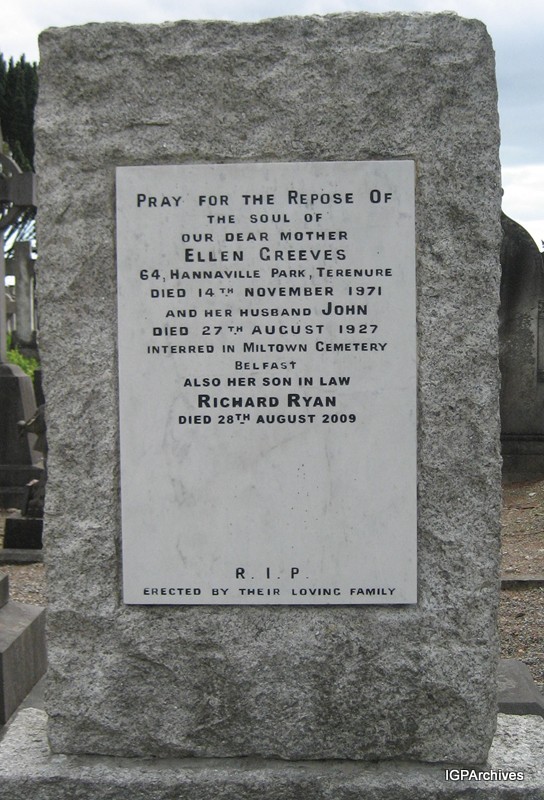 PRAY FOR THE REPOSE OF
THE SOUL OF
OUR DEAR MOTHER
ELLEN GREEVES
64, HANNAVILLE PARK, TERENURE
DIED 14TH NOVEMBER 1971
AND HER HUSBAND JOHN
DIED 27TH AUGUST 1927
INTERRED IN MILTOWN CEMETERY
BELFAST
ALSO HER SON IN LAW
RICHARD RYAN
DIED 28TH AUGUST 2009
R. I. P.
ERECTED BY THEIR LOVING FAMILY
IGPArchives